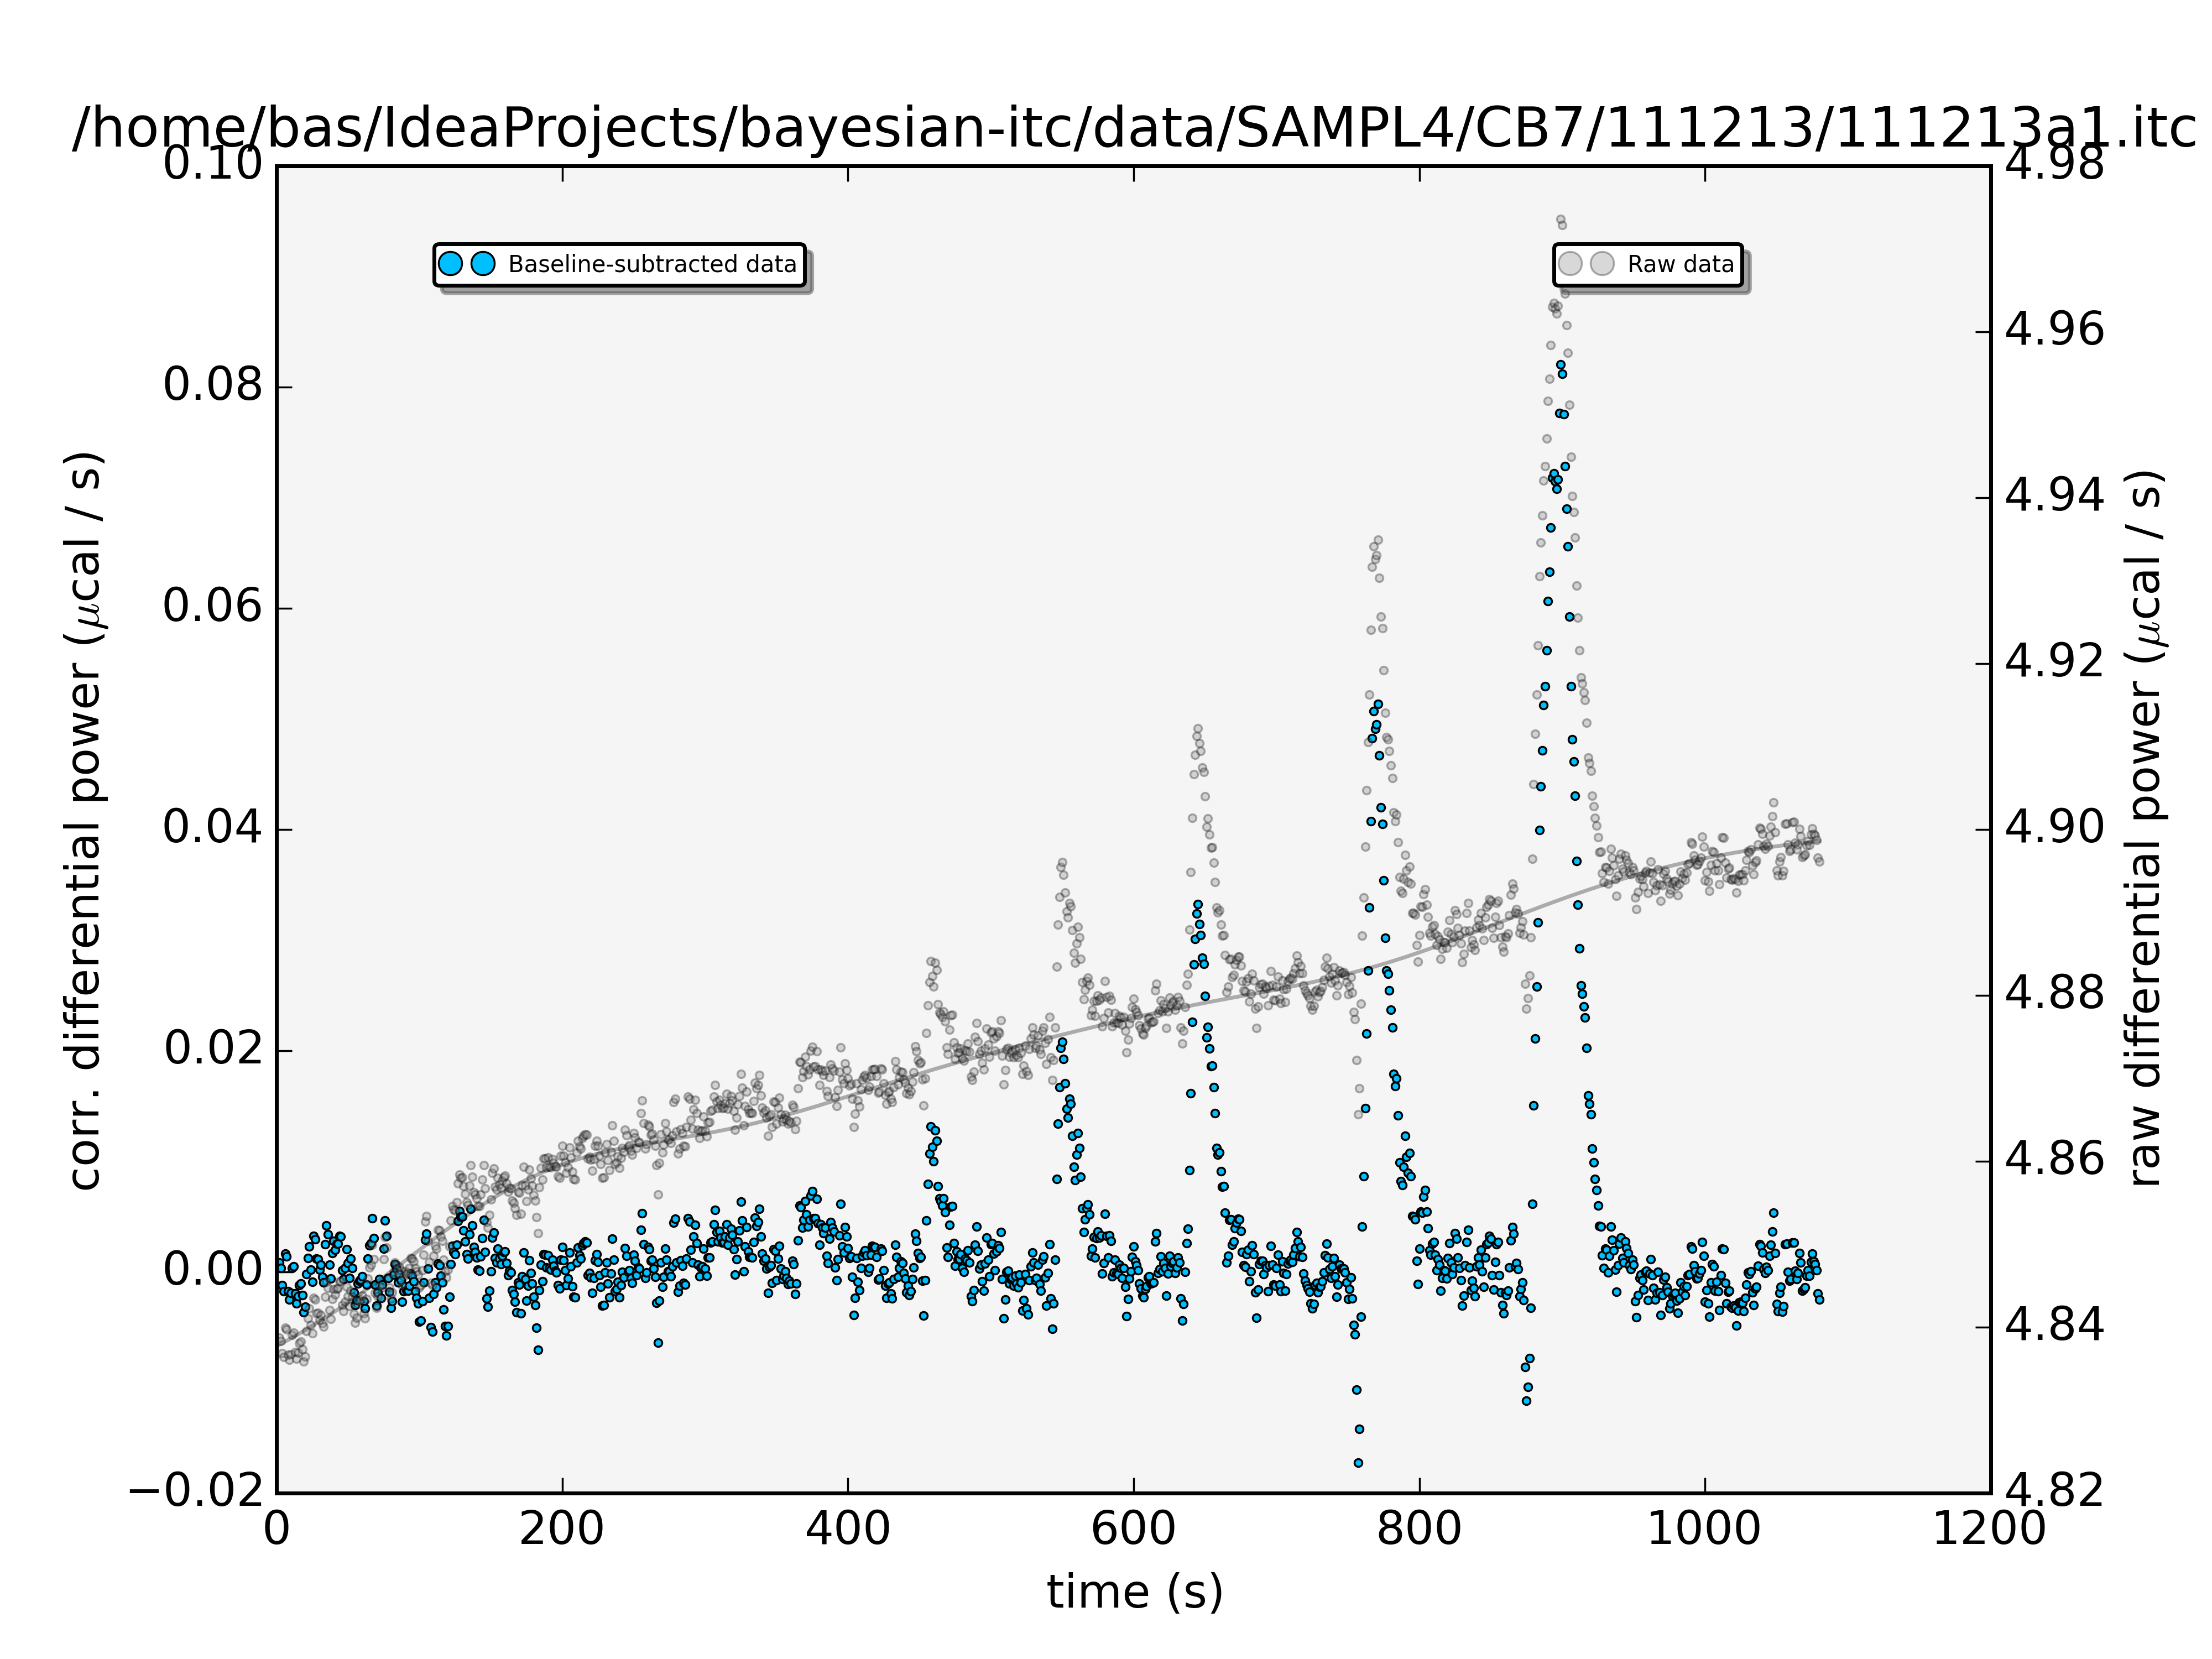 /home/bas/IdeaProjects/bayesian-itc/data/SAMPL4/CB7/111213/111213a1.itc
Baseline-subtracted data
Raw data
corr. differential power (μcal / s)
0.10
0.08
0.06
0.04
0.02
0.00
−0.02
4.98
4.96
4.94
4.92
4.90
4.88
4.86
4.84
4.82
raw differential power (μcal / s)
0 200 400 600 800 1000 1200
time (s)